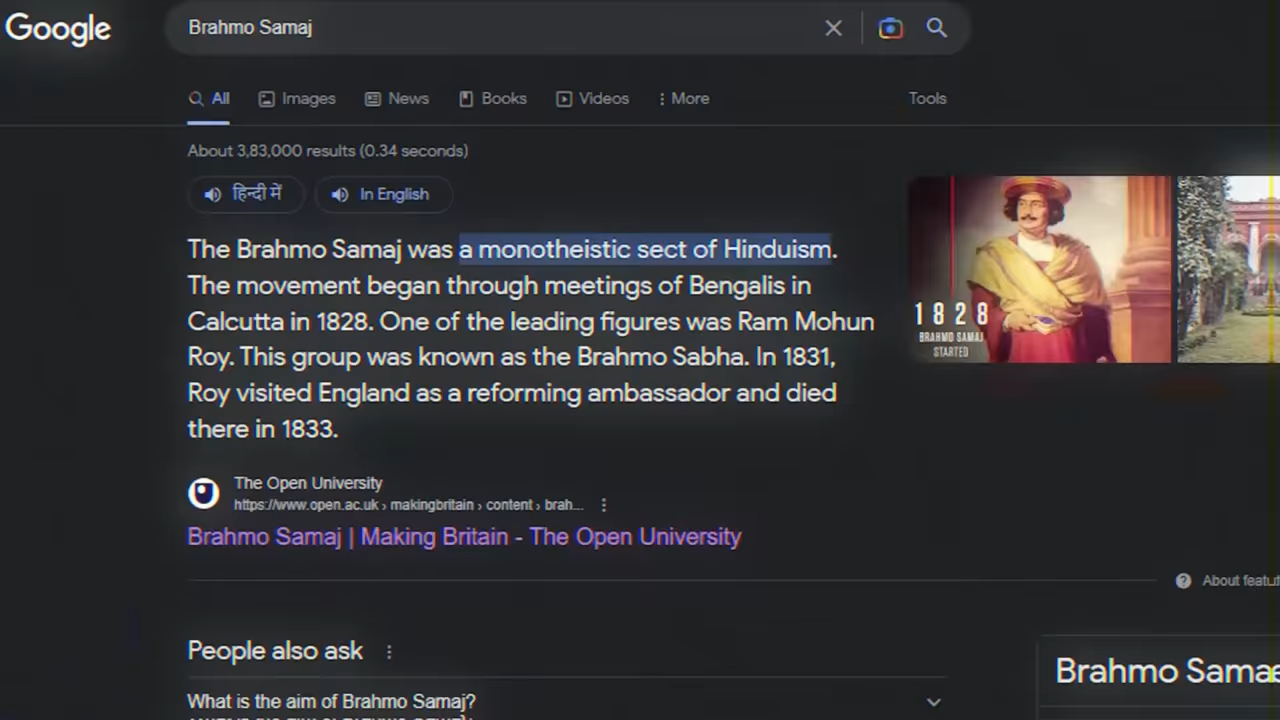 Google
Brahmo Samaj
All Images News Books Videos More Tools
About 3,83,000 results (0.34 seconds)
हिन्दी में In English
The Brahmo Samaj was a monotheistic sect of Hinduism.
The movement began through meetings of Bengalis in
Calcutta in 1828. One of the leading figures was Ram Mohun
Roy. This group was known as the Brahmo Sabha. In 1831,
Roy visited England as a reforming ambassador and died
there in 1833.
1828
BRAHMO SAMAJ
STARTED
The Open University
https://www.open.ac.uk › makingbritain › content › brah...
Brahmo Samaj | Making Britain - The Open University
About
People also ask
Brahmo
What is the aim of Brahmo Samaj?